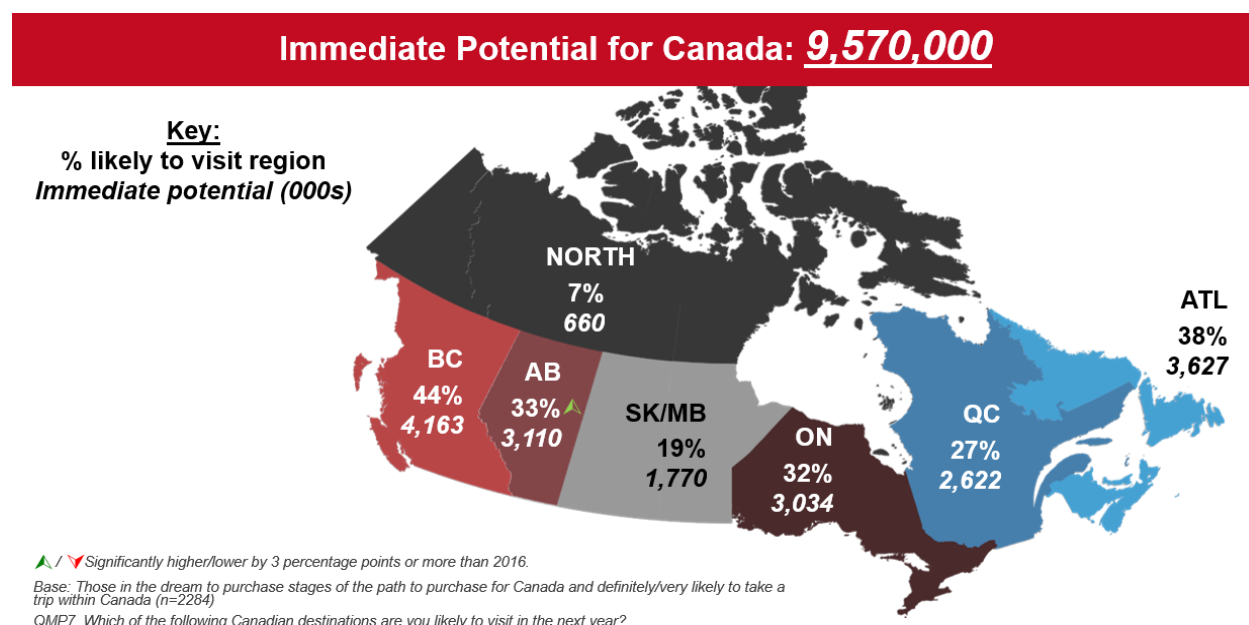 Immediate Potential for Canada: 9,570,000
Key:
% likely to visit region
Immediate potential (000s)
NORTH
7%
660
ATL
38%
3,627
BC
44%
4,163
AB
33%
3,110
SK/MB
19%
1,770
ON
32%
3,034
QC
27%
2,622
/ Significantly higher/lower by 3 percentage points or more than 2016.
Base: Those in the dream to purchase stages of the path to purchase for Canada and definitely/very likely to take a
trip within Canada (n=2284)
QMP7. Which of the following Canadian destinations are you likely to visit in the next year?